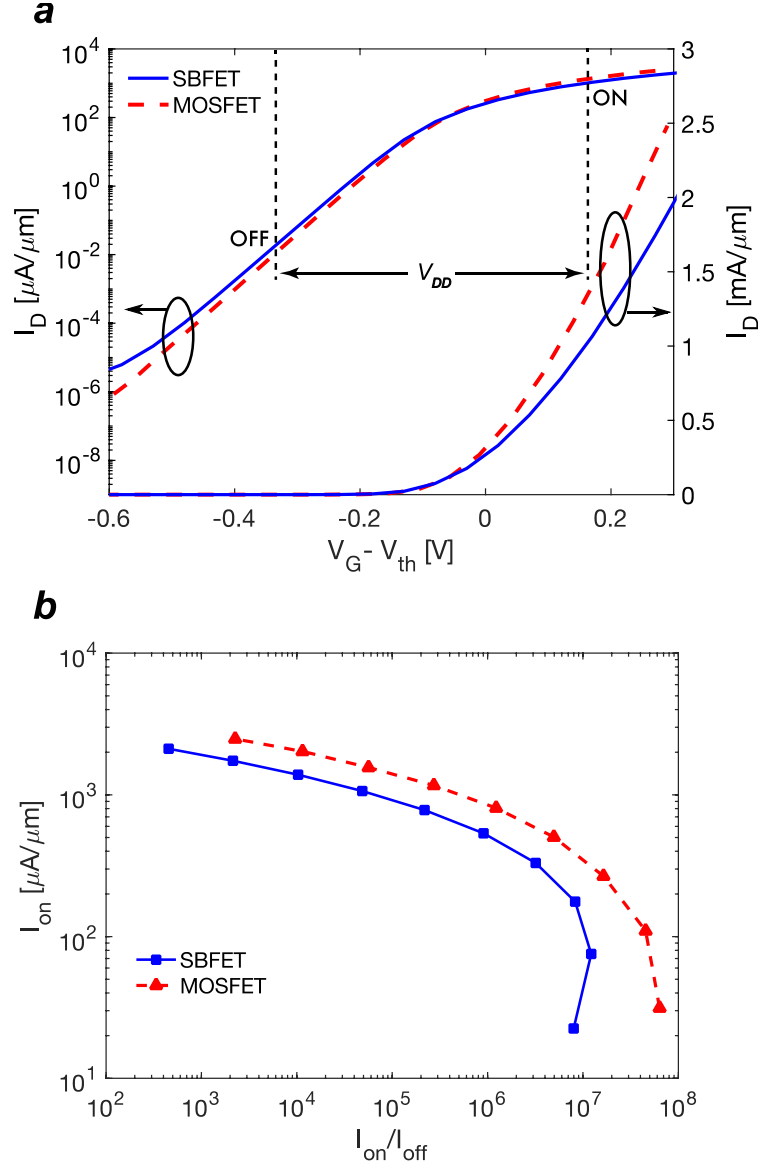 a
SBFET
MOSFET
ON
OFF
V_DD
I_D [μA/μm]
10^4
10^2
10^0
10^-2
10^-4
10^-6
10^-8
3
2.5
2
1.5
1
0.5
0
I_D [mA/μm]
-0.6 -0.4 -0.2 0 0.2
V_G - V_th [V]
b
I_on [μA/μm]
10^4
10^3
10^2
10^1
SBFET
MOSFET
10^2 10^3 10^4 10^5 10^6 10^7 10^8
I_on/I_off